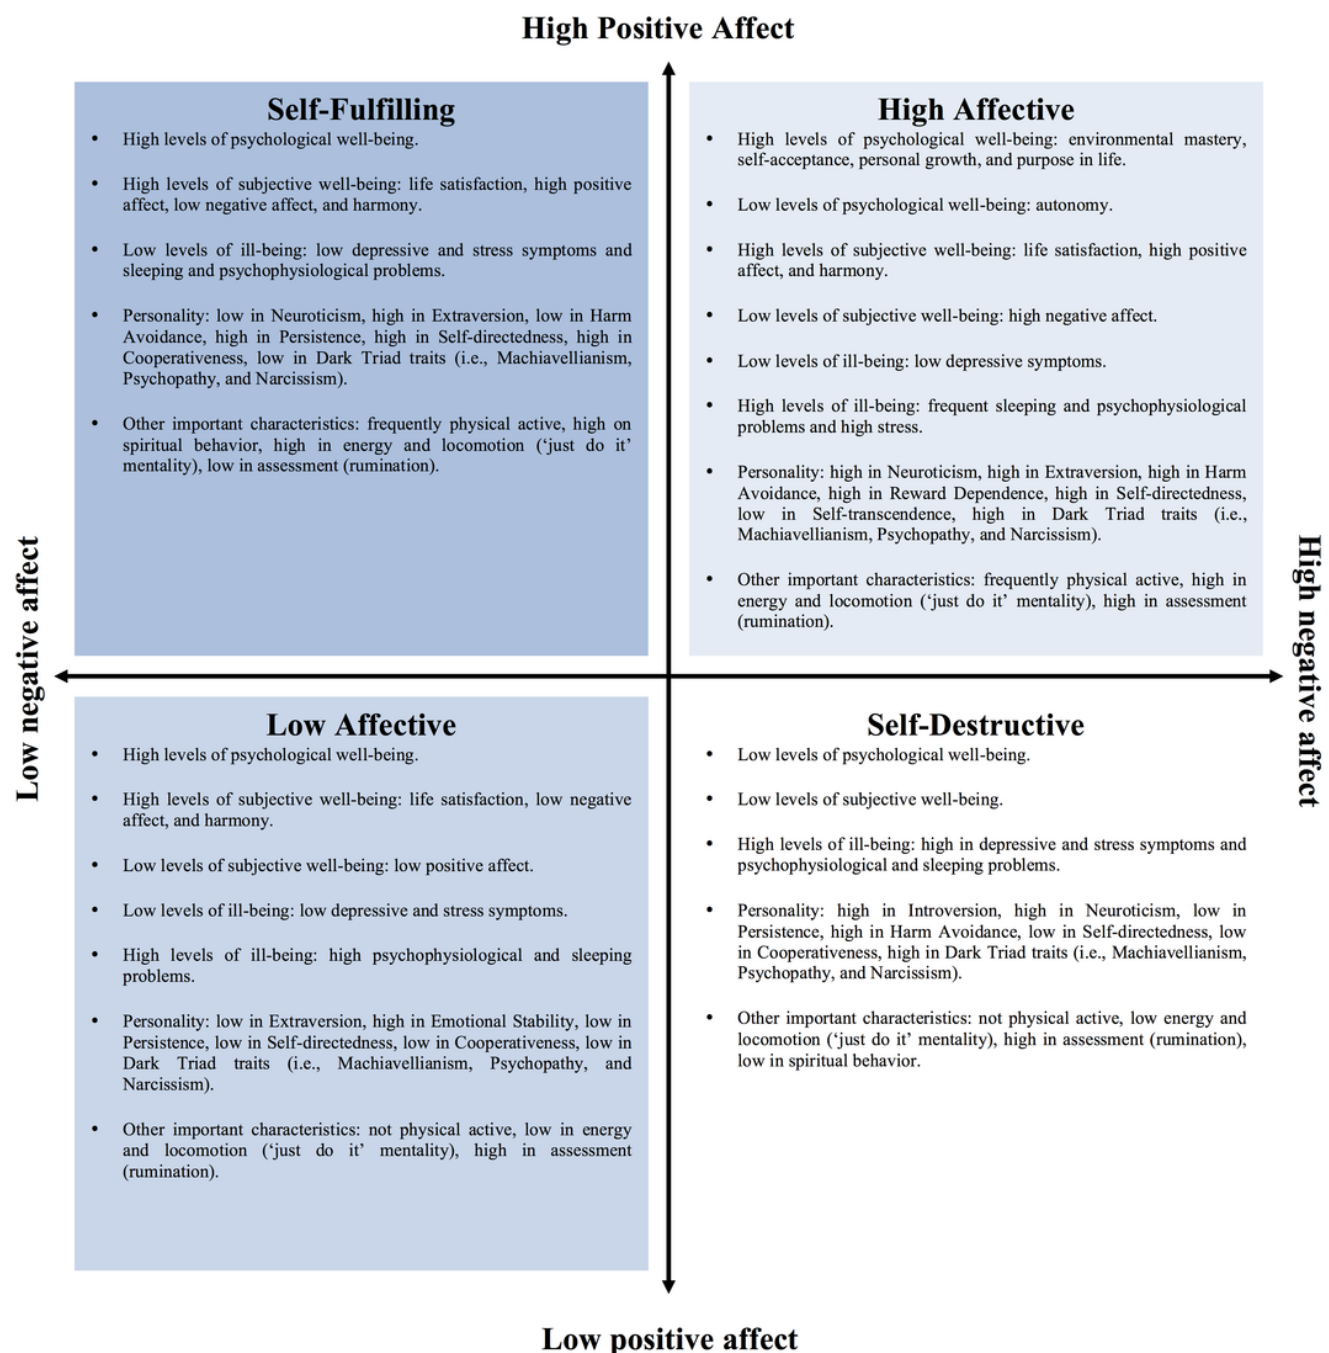 High Positive Affect
Self-Fulfilling
• High levels of psychological well-being.
• High levels of subjective well-being: life satisfaction, high positive
affect, low negative affect, and harmony.
• Low levels of ill-being: low depressive and stress symptoms and
sleeping and psychophysiological problems.
• Personality: low in Neuroticism, high in Extraversion, low in Harm
Avoidance, high in Persistence, high in Self-directedness, high in
Cooperativeness, low in Dark Triad traits (i.e., Machiavellianism,
Psychopathy, and Narcissism).
• Other important characteristics: frequently physical active, high on
spiritual behavior, high in energy and locomotion (‘just do it’
mentality), low in assessment (rumination).
High Affective
• High levels of psychological well-being: environmental mastery,
self-acceptance, personal growth, and purpose in life.
• Low levels of psychological well-being: autonomy.
• High levels of subjective well-being: life satisfaction, high positive
affect, and harmony.
• Low levels of subjective well-being: high negative affect.
• Low levels of ill-being: low depressive symptoms.
• High levels of ill-being: frequent sleeping and psychophysiological
problems and high stress.
• Personality: high in Neuroticism, high in Extraversion, high in Harm
Avoidance, high in Reward Dependence, high in Self-directedness,
low in Self-transcendence, high in Dark Triad traits (i.e.,
Machiavellianism, Psychopathy, and Narcissism).
• Other important characteristics: frequently physical active, high in
energy and locomotion (‘just do it’ mentality), high in assessment
(rumination).
Low negative affect
High negative affect
Low Affective
• High levels of psychological well-being.
• High levels of subjective well-being: life satisfaction, low negative
affect, and harmony.
• Low levels of subjective well-being: low positive affect.
• Low levels of ill-being: low depressive and stress symptoms.
• High levels of ill-being: high psychophysiological and sleeping
problems.
• Personality: low in Extraversion, high in Emotional Stability, low in
Persistence, low in Self-directedness, low in Cooperativeness, low in
Dark Triad traits (i.e., Machiavellianism, Psychopathy, and
Narcissism).
• Other important characteristics: not physical active, low in energy
and locomotion (‘just do it’ mentality), high in assessment
(rumination).
Self-Destructive
• Low levels of psychological well-being.
• Low levels of subjective well-being.
• High levels of ill-being: high in depressive and stress symptoms and
psychophysiological and sleeping problems.
• Personality: high in Introversion, high in Neuroticism, low in
Persistence, high in Harm Avoidance, low in Self-directedness, low
in Cooperativeness, high in Dark Triad traits (i.e., Machiavellianism,
Psychopathy, and Narcissism).
• Other important characteristics: not physical active, low energy and
locomotion (‘just do it’ mentality), high in assessment (rumination),
low in spiritual behavior.
Low positive affect